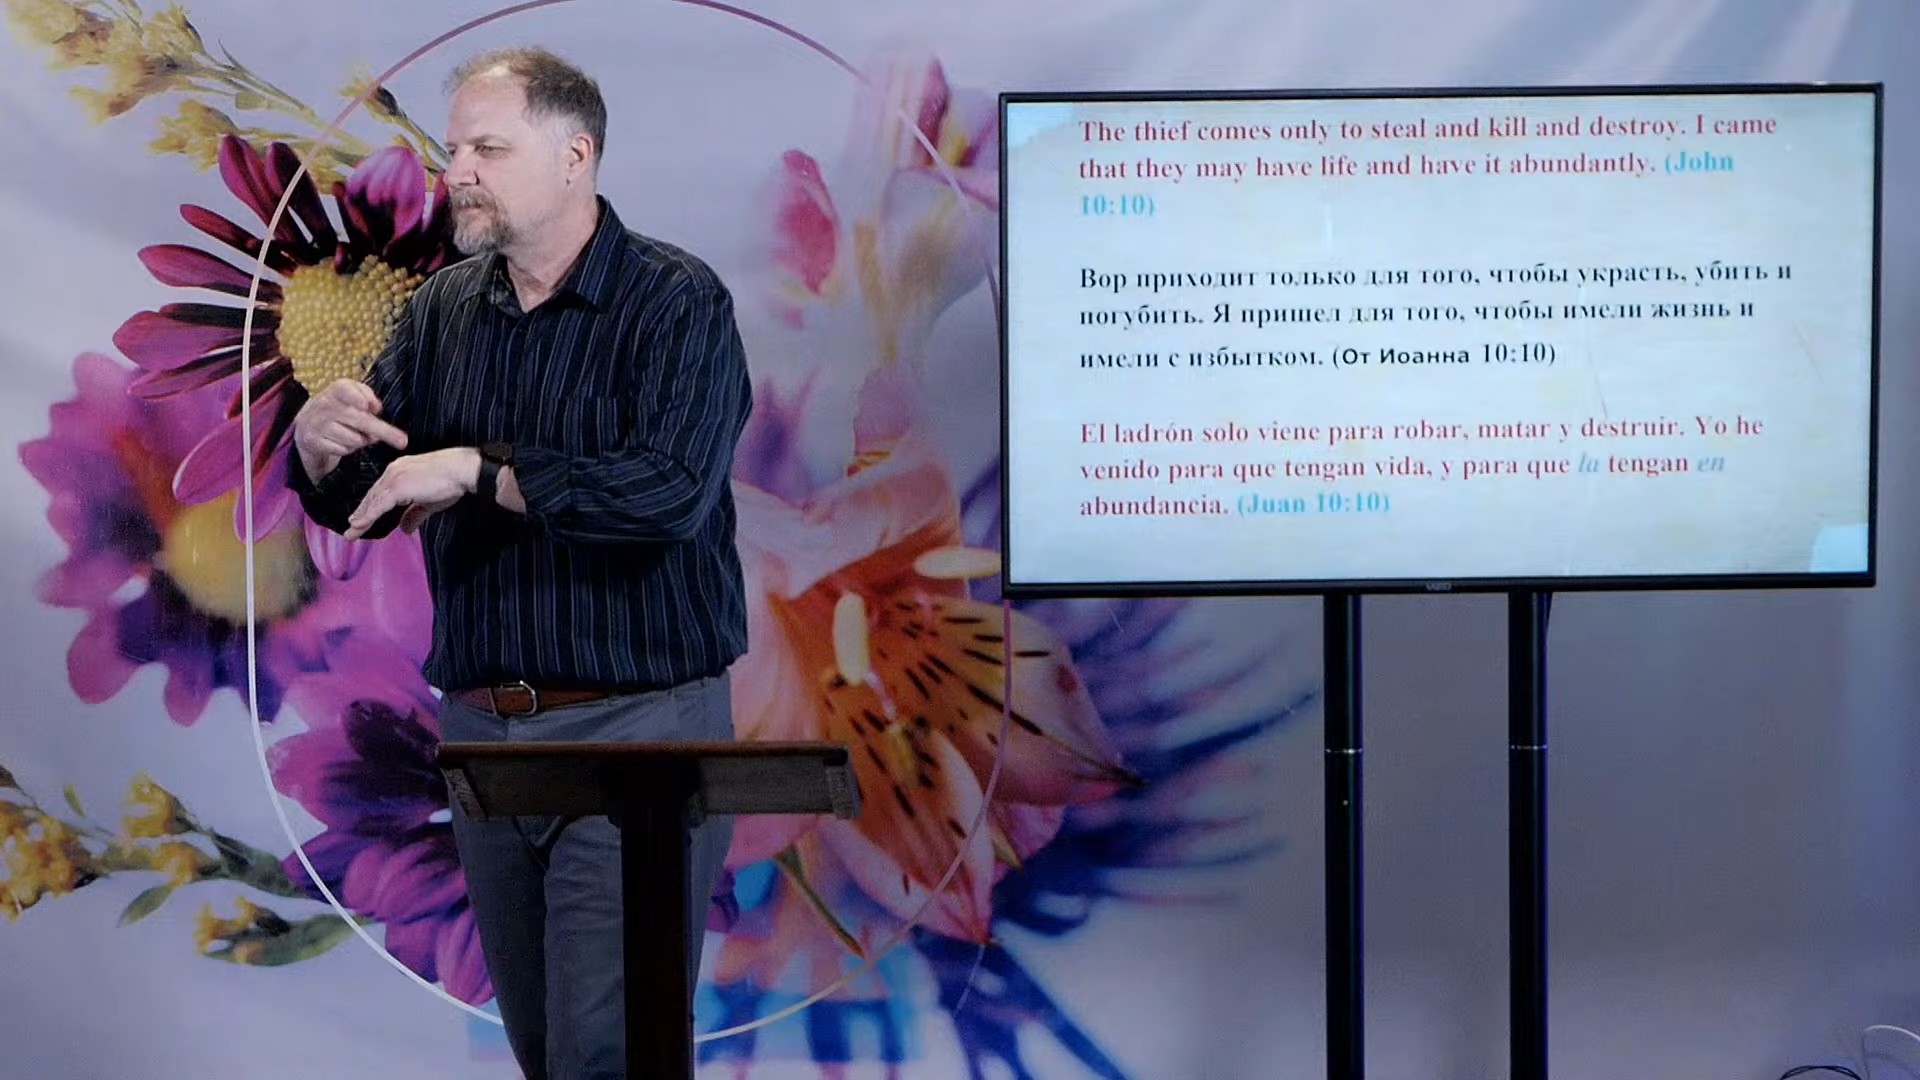 The thief comes only to steal and kill and destroy. I came
that they may have life and have it abundantly. (John
10:10)
Вор приходит только для того, чтобы украсть, убить и
погубить. Я пришел для того, чтобы имели жизнь и
имели с избытком. (От Иоанна 10:10)
El ladrón solo viene para robar, matar y destruir. Yo he
venido para que tengan vida, y para que la tengan en
abundancia. (Juan 10:10)
VIZIO